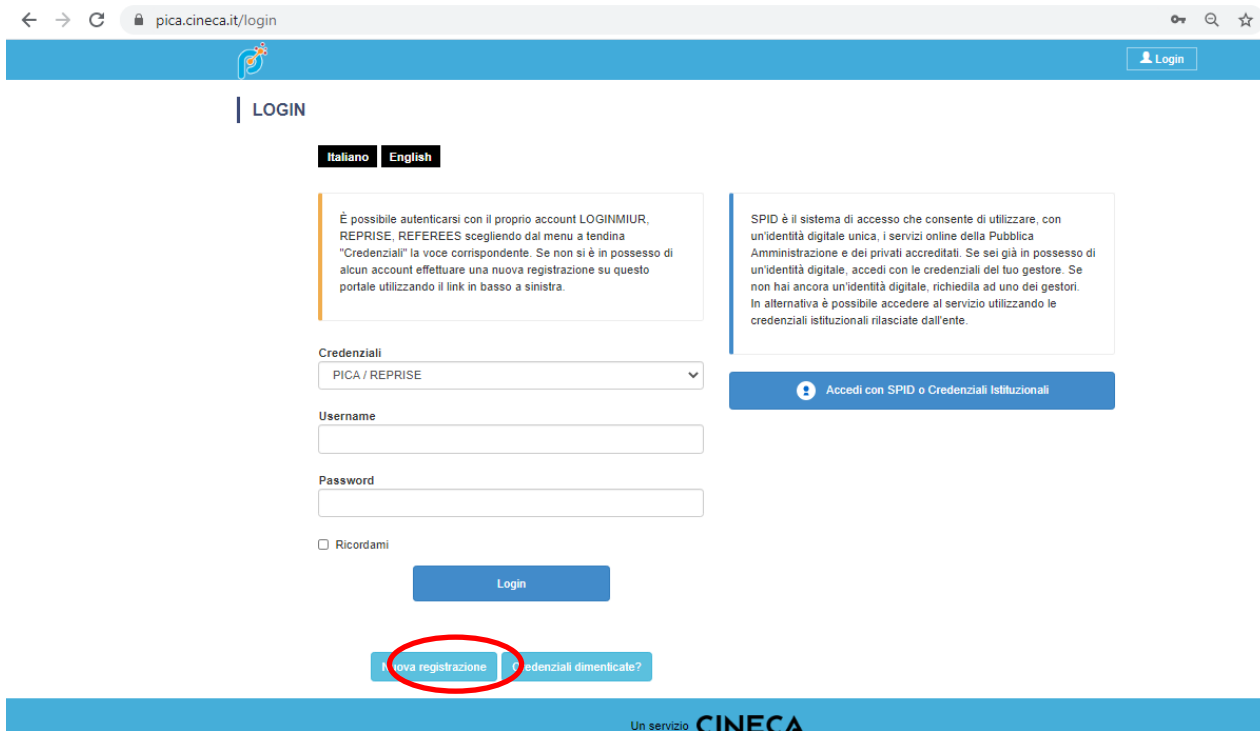 pica.cineca.it/login
Login
LOGIN
Italiano English
È possibile autenticarsi con il proprio account LOGINMIUR,
REPRISE, REFEREES scegliendo dal menu a tendina
"Credenziali" la voce corrispondente. Se non si è in possesso di
alcun account effettuare una nuova registrazione su questo
portale utilizzando il link in basso a sinistra.
Credenziali
PICA / REPRISE
Username
Password
Ricordami
Login
Nuova registrazione
Credenziali dimenticate?
SPID è il sistema di accesso che consente di utilizzare, con
un'identità digitale unica, i servizi online della Pubblica
Amministrazione e dei privati accreditati. Se sei già in possesso di
un'identità digitale, accedi con le credenziali del tuo gestore. Se
non hai ancora un'identità digitale, richiedila ad uno dei gestori.
In alternativa è possibile accedere al servizio utilizzando le
credenziali istituzionali rilasciate dall'ente.
Accedi con SPID o Credenziali Istituzionali
Un servizio CINECA